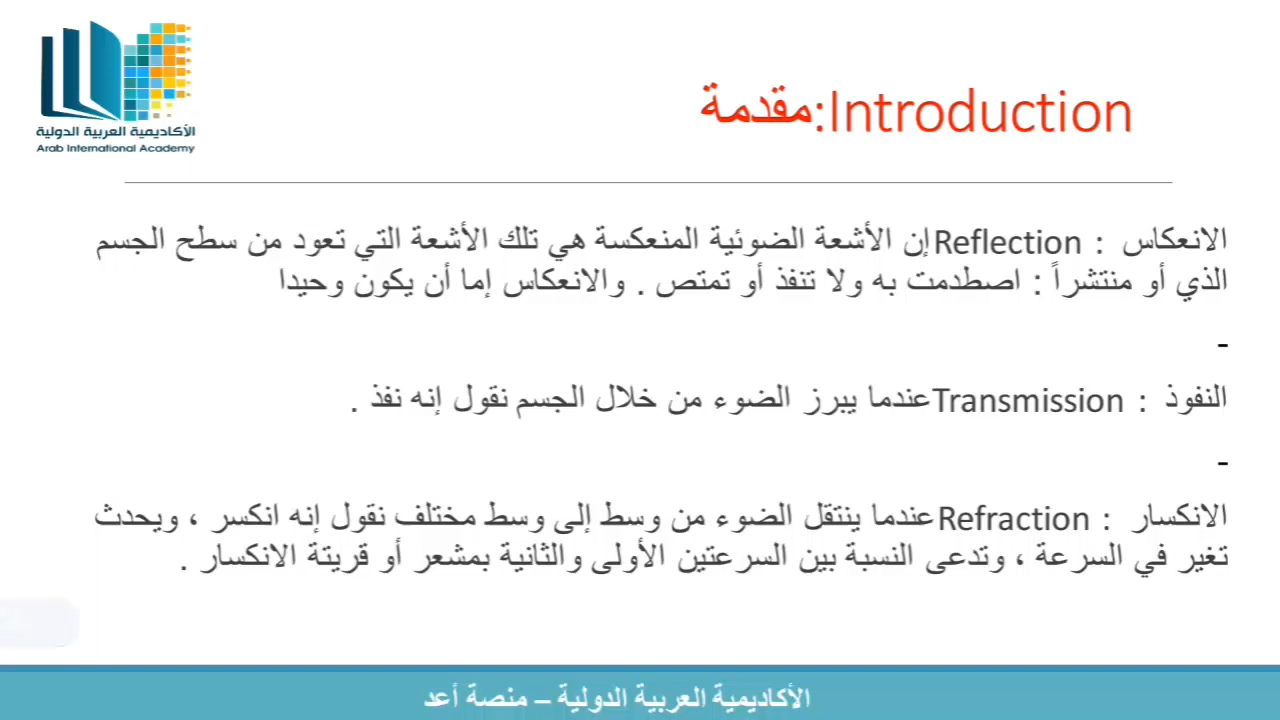 الأكاديمية العربية الدولية
Arab International Academy
Introduction:مقدمة
الانعكاس : Reflectionإن الأشعة الضوئية المنعكسة هي تلك الأشعة التي تعود من سطح الجسم
الذي أو منتشراً : اصطدمت به ولا تنفذ أو تمتص . والانعكاس إما أن يكون وحيدا
-
النفوذ : Transmissionعندما يبرز الضوء من خلال الجسم نقول إنه نفذ .
-
الانكسار : Refractionعندما ينتقل الضوء من وسط إلى وسط مختلف نقول إنه انكسر ، ويحدث
تغير في السرعة ، وتدعى النسبة بين السرعتين الأولى والثانية بمشعر أو قريتة الانكسار .
الأكاديمية العربية الدولية – منصة أعد